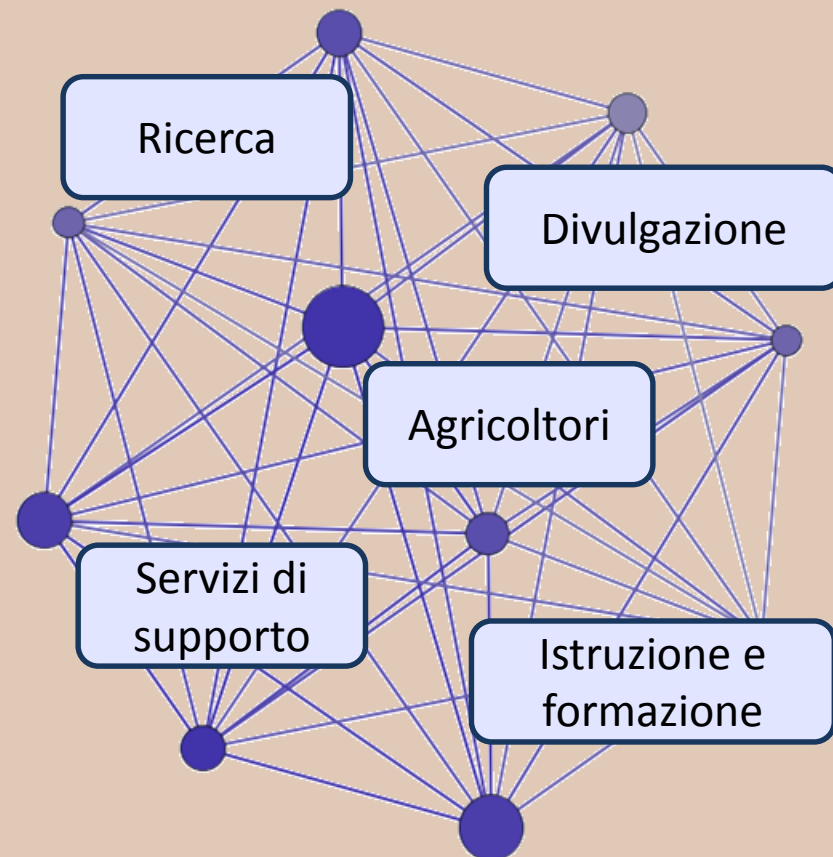 Ricerca
Divulgazione
Agricoltori
Servizi di
supporto
Istruzione e
formazione